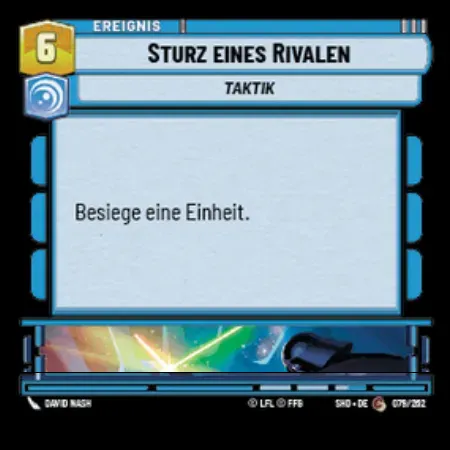 EREIGNIS
6
STURZ EINES RIVALEN
TAKTIK
Besiege eine Einheit.
DAVID NASH
© LFL © FFG
SHD • DE
079/262